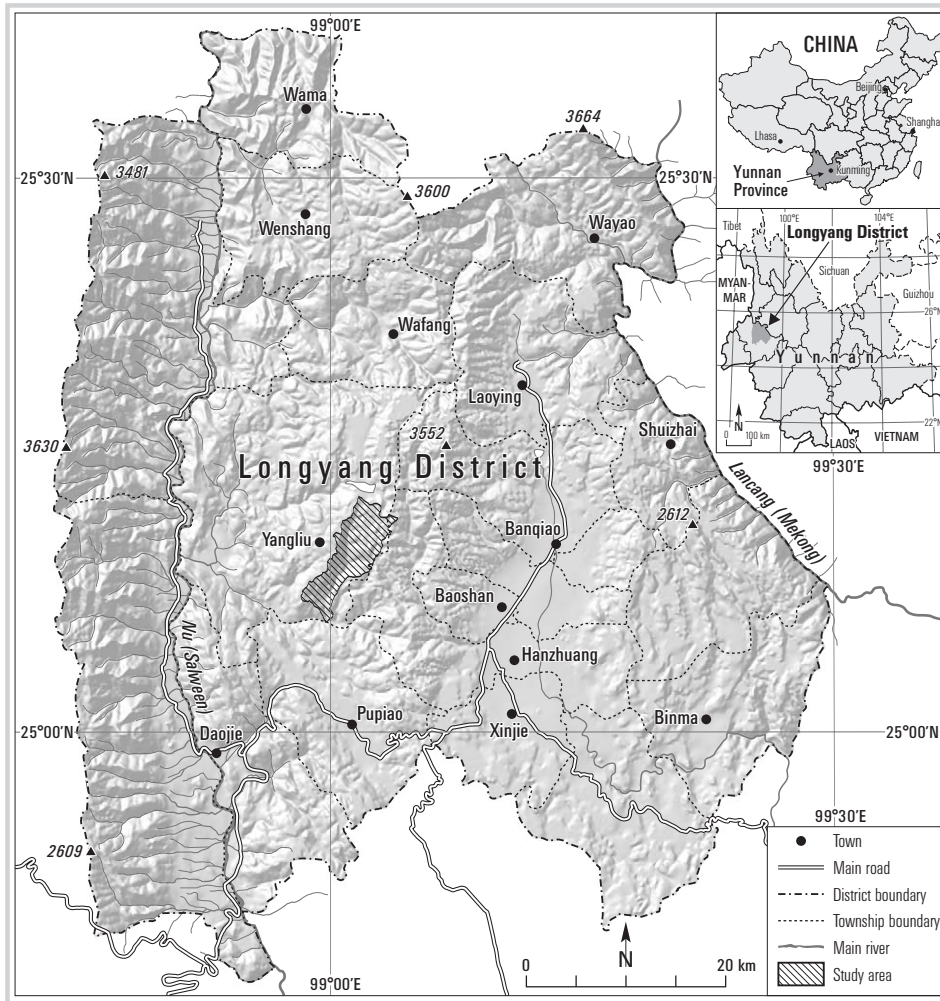 99°00'E
Wama
3664
3481
25°30'N
3600
25°30'N
Wenshang
Wayao
Wafang
Laoying
3630
3552
Shuizhai
Longyang District
99°30'E
Lancang (Mekong)
2612
Yangliu
Banqiao
Baoshan
Nu (Salween)
Hanzhuang
Daojie
Pupiao
Xinjie
Binma
25°00'N
25°00'N
2609
99°30'E
99°00'E
N
0 20 km
CHINA
Beijing
Shanghai
Lhasa
Yunnan
Province
Kunming
100°E
104°E
Tibet
Longyang District
Sichuan
MYAN-
MAR
Guizhou
26°N
Yunnan
N
0 100 km
22°N
LAOS
VIETNAM
Town
Main road
District boundary
Township boundary
Main river
Study area